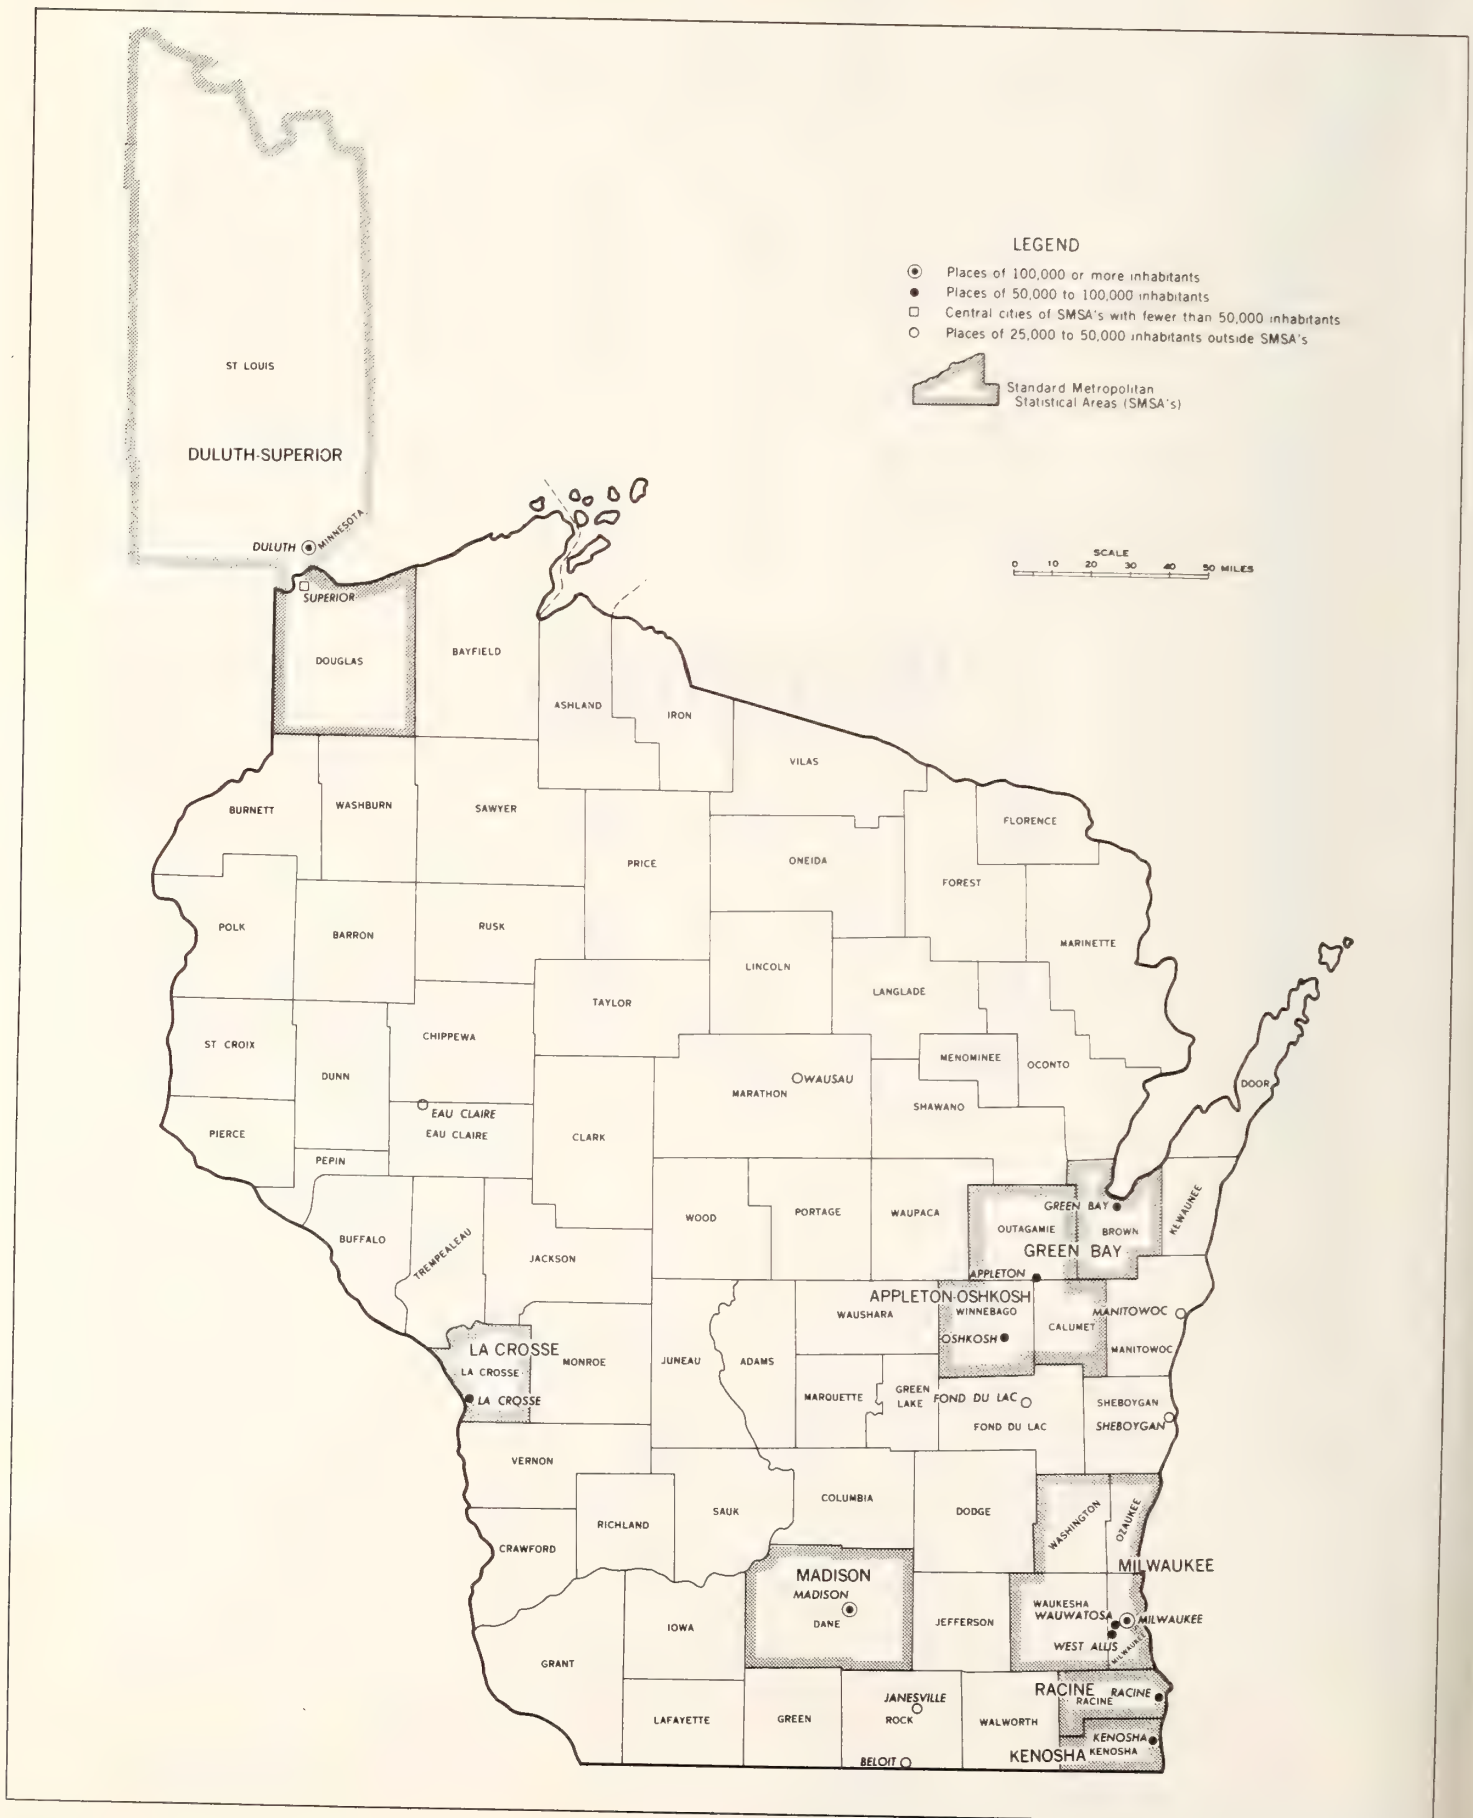 LEGEND
Places of 100,000 or more inhabitants
Places of 50,000 to 100,000 inhabitants
Central cities of SMSA's with fewer than 50,000 inhabitants
Places of 25,000 to 50,000 inhabitants outside SMSA's
Standard Metropolitan
Statistical Areas (SMSA's)
ST LOUIS
DULUTH-SUPERIOR
DULUTH
MINNESOTA
SCALE
0 10 20 30 40 50 MILES
SUPERIOR
DOUGLAS
BAYFIELD
ASHLAND
IRON
VILAS
BURNETT
WASHBURN
SAWYER
FLORENCE
PRICE
ONEIDA
FOREST
POLK
BARRON
RUSK
MARINETTE
LINCOLN
LANGLADE
TAYLOR
ST CROIX
CHIPPEWA
MENOMINEE
OCONTO
DUNN
WAUSAU
MARATHON
DOOR
SHAWANO
EAU CLAIRE
EAU CLAIRE
PIERCE
CLARK
PEPIN
WOOD
PORTAGE
WAUPACA
GREEN BAY
OUTAGAMIE
BROWN
KEWAUNEE
GREEN BAY
BUFFALO
TREMPEALEAU
JACKSON
APPLETON
APPLETON-OSHKOSH
WAUSHARA
WINNEBAGO
MANITOWOC
CALUMET
OSHKOSH
MANITOWOC
LA CROSSE
LA CROSSE
LA CROSSE
MONROE
JUNEAU
ADAMS
MARQUETTE
GREEN
LAKE
FOND DU LAC
FOND DU LAC
SHEBOYGAN
SHEBOYGAN
VERNON
SAUK
COLUMBIA
DODGE
WASHINGTON
OZAUKEE
RICHLAND
CRAWFORD
MILWAUKEE
MADISON
MADISON
DANE
JEFFERSON
WAUKESHA
WAUWATOSA
MILWAUKEE
WEST ALLIS
MILWAUKEE
IOWA
GRANT
RACINE
RACINE
RACINE
JANESVILLE
ROCK
LAFAYETTE
GREEN
WALWORTH
KENOSHA
KENOSHA
KENOSHA
BELOIT